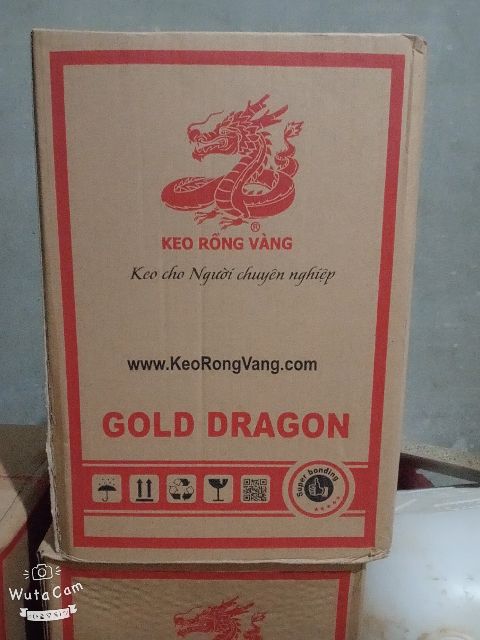 ®
KEO RỒNG VÀNG
Keo cho Người chuyên nghiệp
www.KeoRongVang.com
GOLD DRAGON
Super bonding
WutaCam